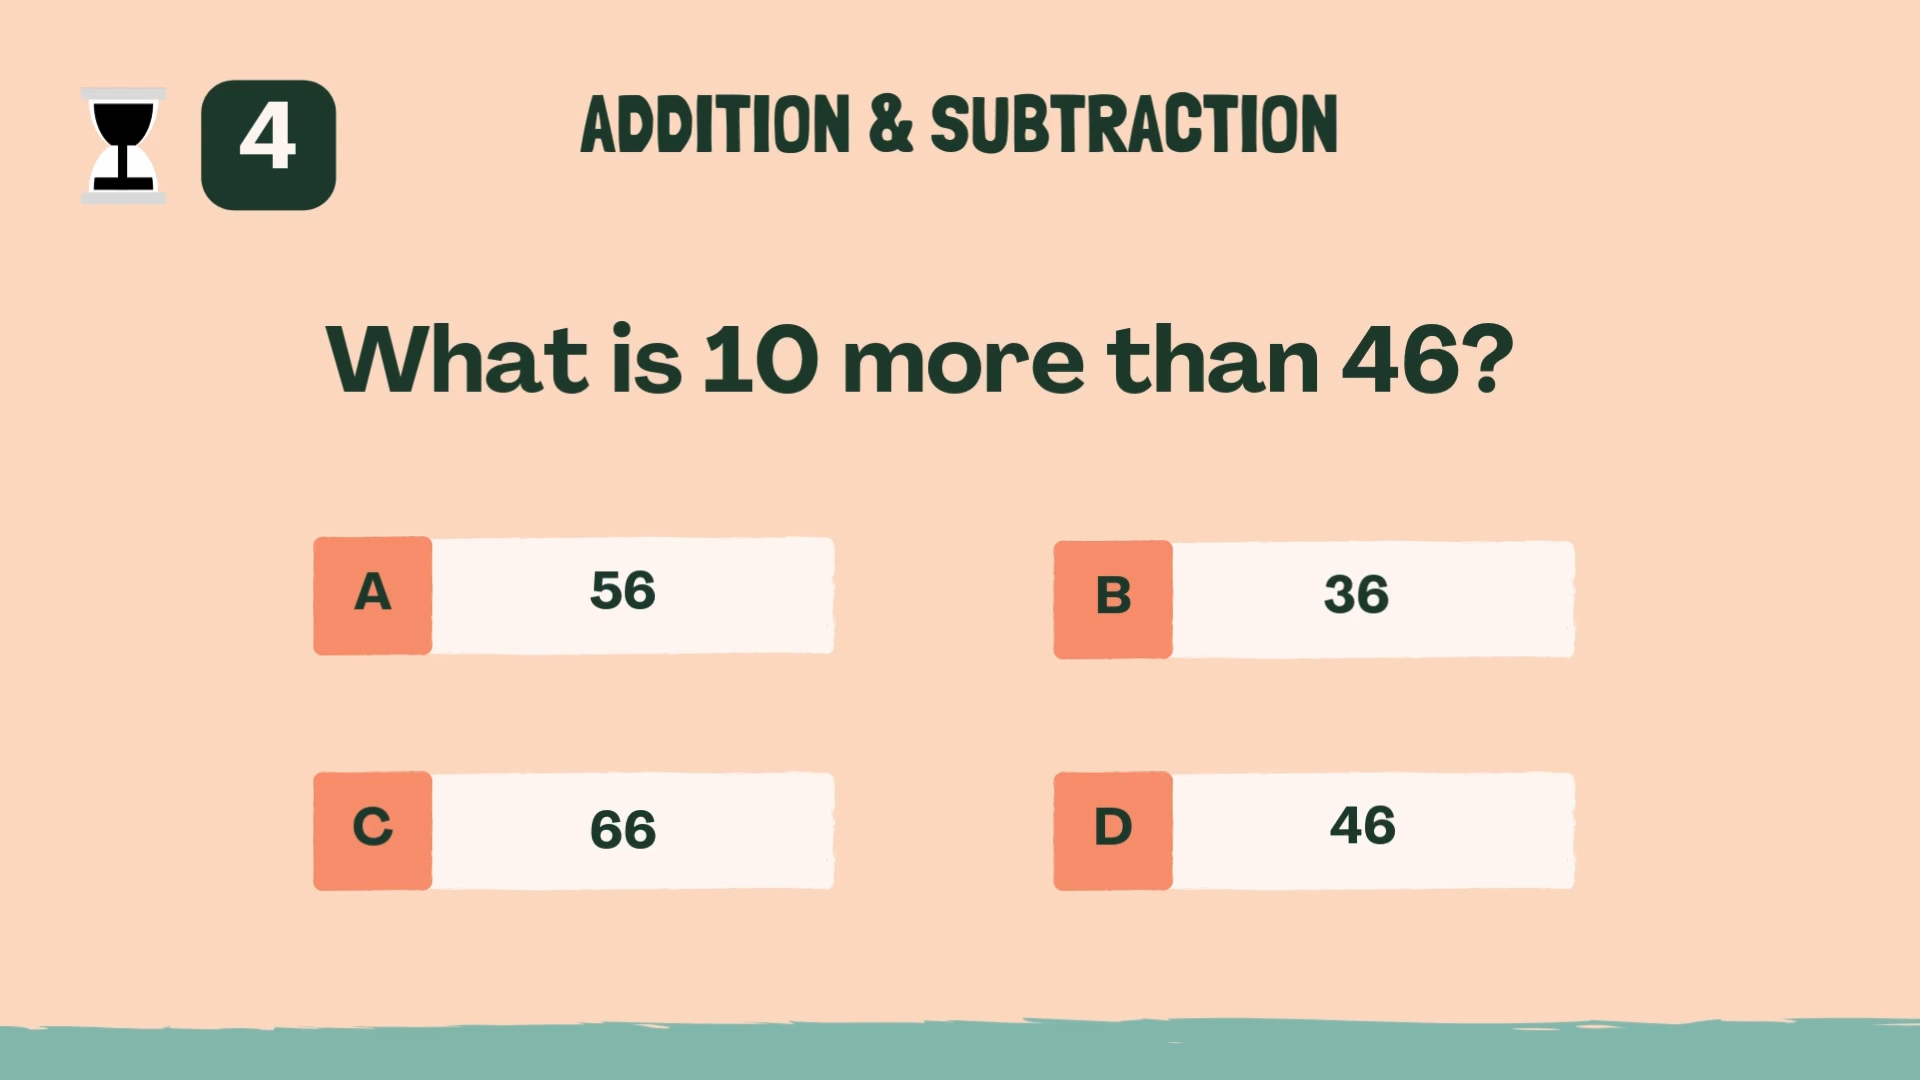 4
ADDITION & SUBTRACTION
What is 10 more than 46?
A 56
B 36
C 66
D 46